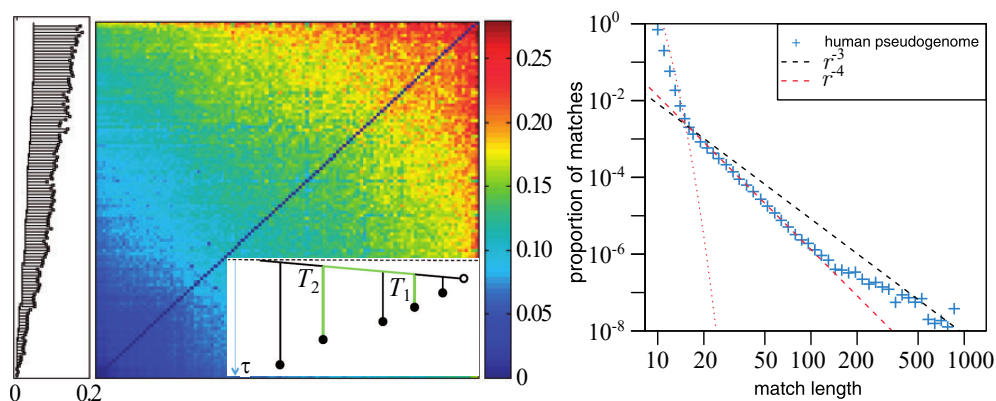 0 0.2
T2
T1
τ
0.25
0.20
0.15
0.10
0.05
0
proportion of matches
10^0
10^-2
10^-4
10^-6
10^-8
human pseudogenome
r^-3
r^-4
10 20 50 100 200 500 1000
match length